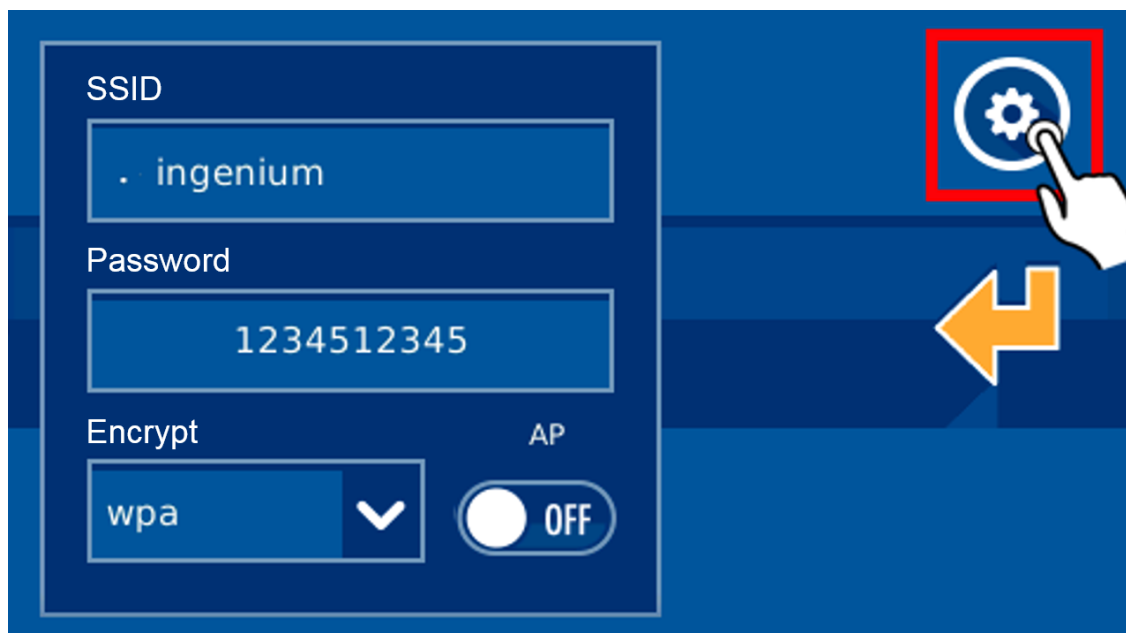 SSID
. ingenium
Password
1234512345
Encrypt
AP
wpa
OFF